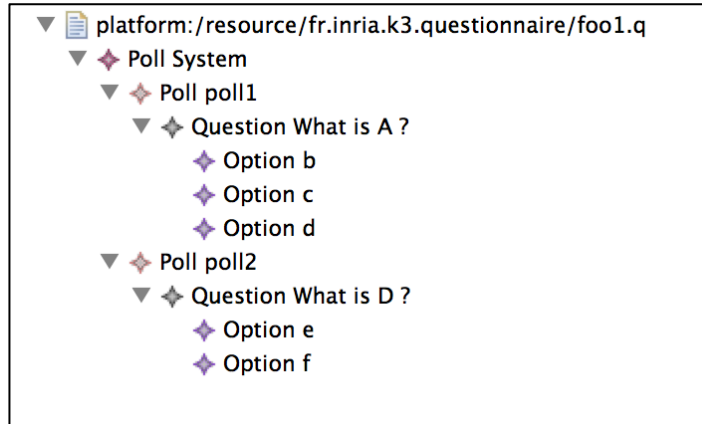 platform:/resource/fr.inria.k3.questionnaire/foo1.q
Poll System
Poll poll1
Question What is A ?
Option b
Option c
Option d
Poll poll2
Question What is D ?
Option e
Option f